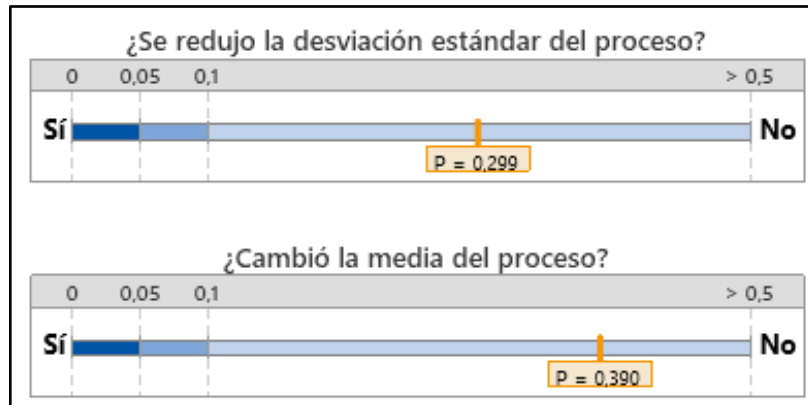 ¿Se redujo la desviación estándar del proceso?
0 0,05 0,1 > 0,5
Sí No
P = 0,299
¿Cambió la media del proceso?
0 0,05 0,1 > 0,5
Sí No
P = 0,390